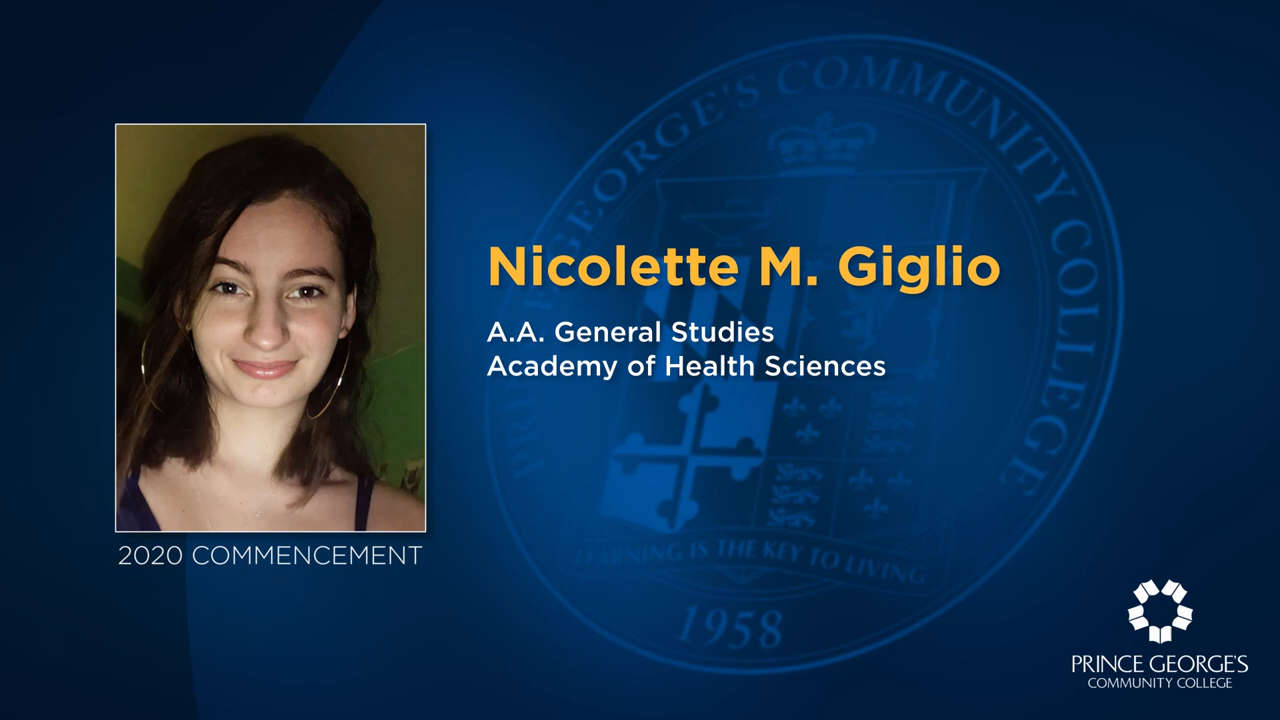 PRINCE GEORGE'S COMMUNITY COLLEGE
Nicolette M. Giglio
A.A. General Studies
Academy of Health Sciences
2020 COMMENCEMENT
LEARNING IS THE KEY TO LIVING
1958
PRINCE GEORGE'S
COMMUNITY COLLEGE